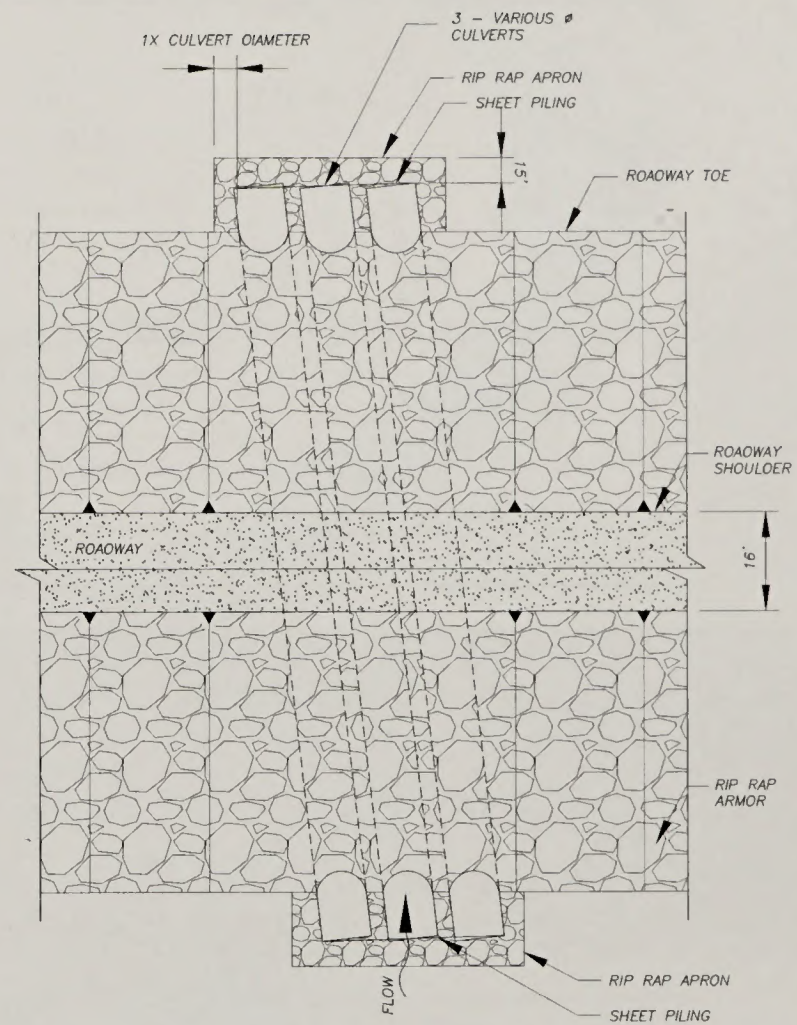 3 - VARIOUS ø
CULVERTS
1X CULVERT OIAMETER
RIP RAP APRON
SHEET PILING
15'
ROAOWAY TOE
ROAOWAY
SHOULOER
ROAOWAY
16'
RIP RAP
ARMOR
FLOW
RIP RAP APRON
SHEET PILING